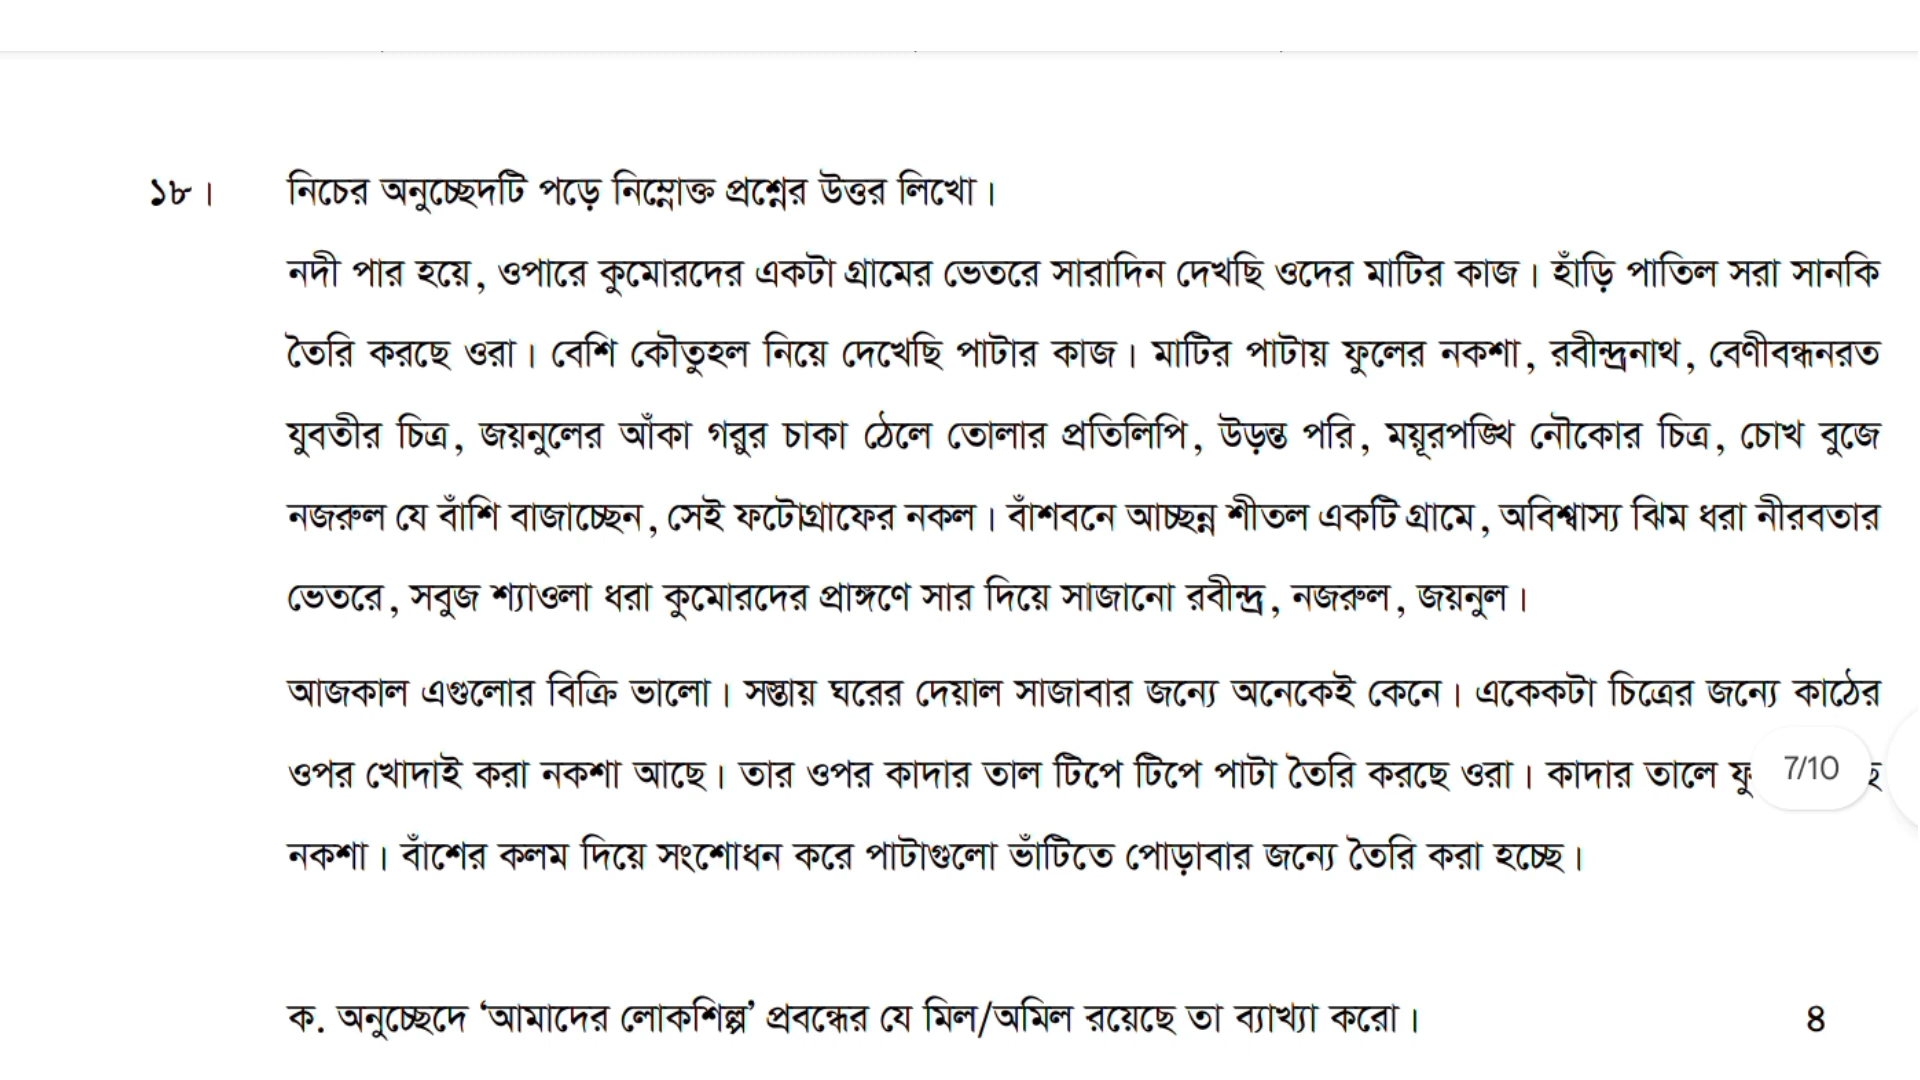 ১৮। নিচের অনুচ্ছেদটি পড়ে নিম্নোক্ত প্রশ্নের উত্তর লিখো।
নদী পার হয়ে, ওপারে কুমোরদের একটা গ্রামের ভেতরে সারাদিন দেখছি ওদের মাটির কাজ। হাঁড়ি পাতিল সরা সানকি
তৈরি করছে ওরা। বেশি কৌতুহল নিয়ে দেখেছি পাটার কাজ। মাটির পাটায় ফুলের নকশা, রবীন্দ্রনাথ, বেণীবন্ধনরত
যুবতীর চিত্র, জয়নুলের আঁকা গরুর চাকা ঠেলে তোলার প্রতিলিপি, উড়ন্ত পরি, ময়ূরপঙ্খি নৌকোর চিত্র, চোখ বুজে
নজরুল যে বাঁশি বাজাচ্ছেন, সেই ফটোগ্রাফের নকল। বাঁশবনে আচ্ছন্ন শীতল একটি গ্রামে, অবিশ্বাস্য ঝিম ধরা নীরবতার
ভেতরে, সবুজ শ্যাওলা ধরা কুমোরদের প্রাঙ্গণে সার দিয়ে সাজানো রবীন্দ্র, নজরুল, জয়নুল।
আজকাল এগুলোর বিক্রি ভালো। সস্তায় ঘরের দেয়াল সাজাবার জন্যে অনেকেই কেনে। একেকটা চিত্রের জন্যে কাঠের
ওপর খোদাই করা নকশা আছে। তার ওপর কাদার তাল টিপে টিপে পাটা তৈরি করছে ওরা। কাদার তালে 7/10
নকশা। বাঁশের কলম দিয়ে সংশোধন করে পাটাগুলো ভাঁটিতে পোড়াবার জন্যে তৈরি করা হচ্ছে।
ক. অনুচ্ছেদে ‘আমাদের লোকশিল্প’ প্রবন্ধের যে মিল/অমিল রয়েছে তা ব্যাখ্যা করো। ৪